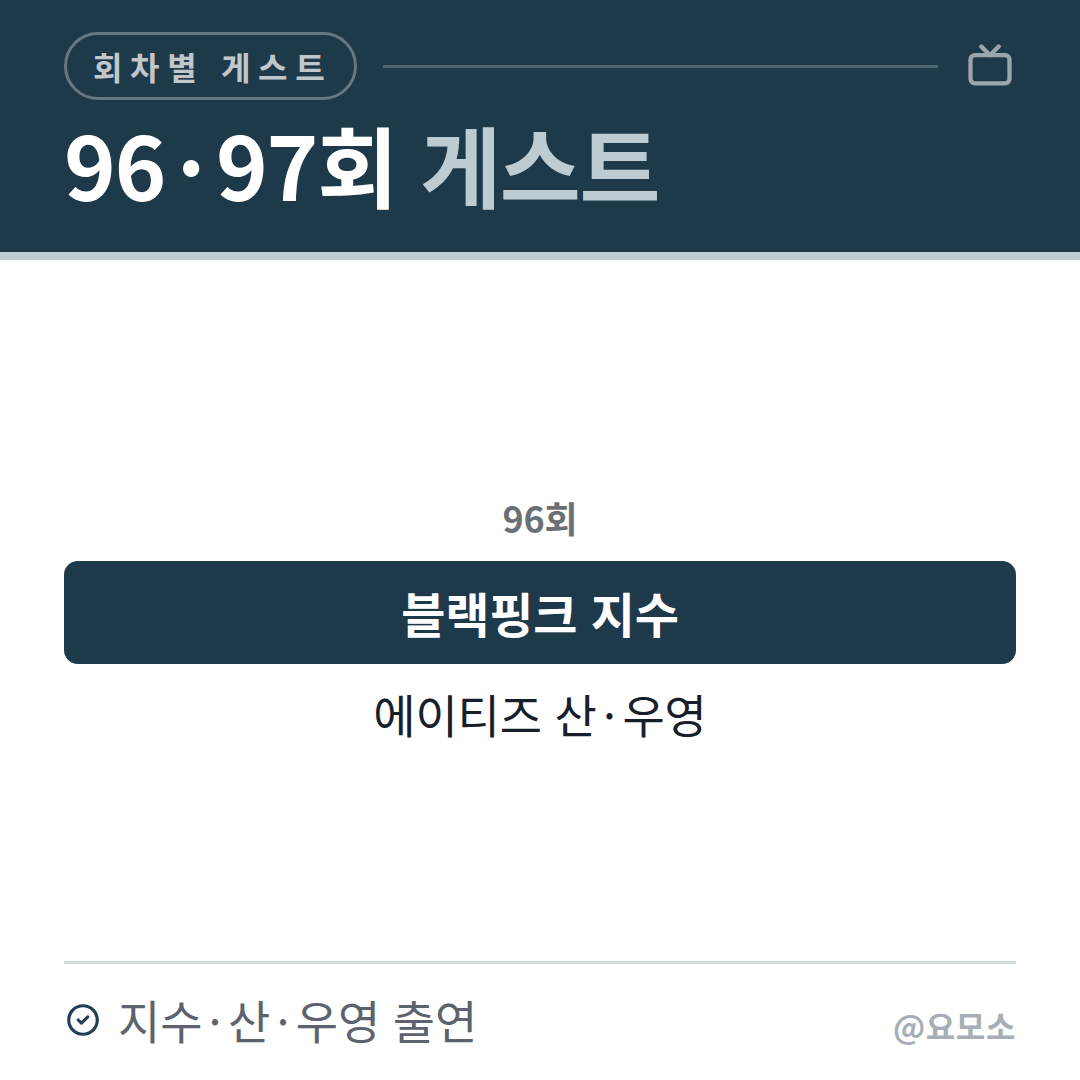 회차별 게스트
96·97회 게스트
96회
블랙핑크 지수
에이티즈 산·우영
지수·산·우영 출연
@요모소